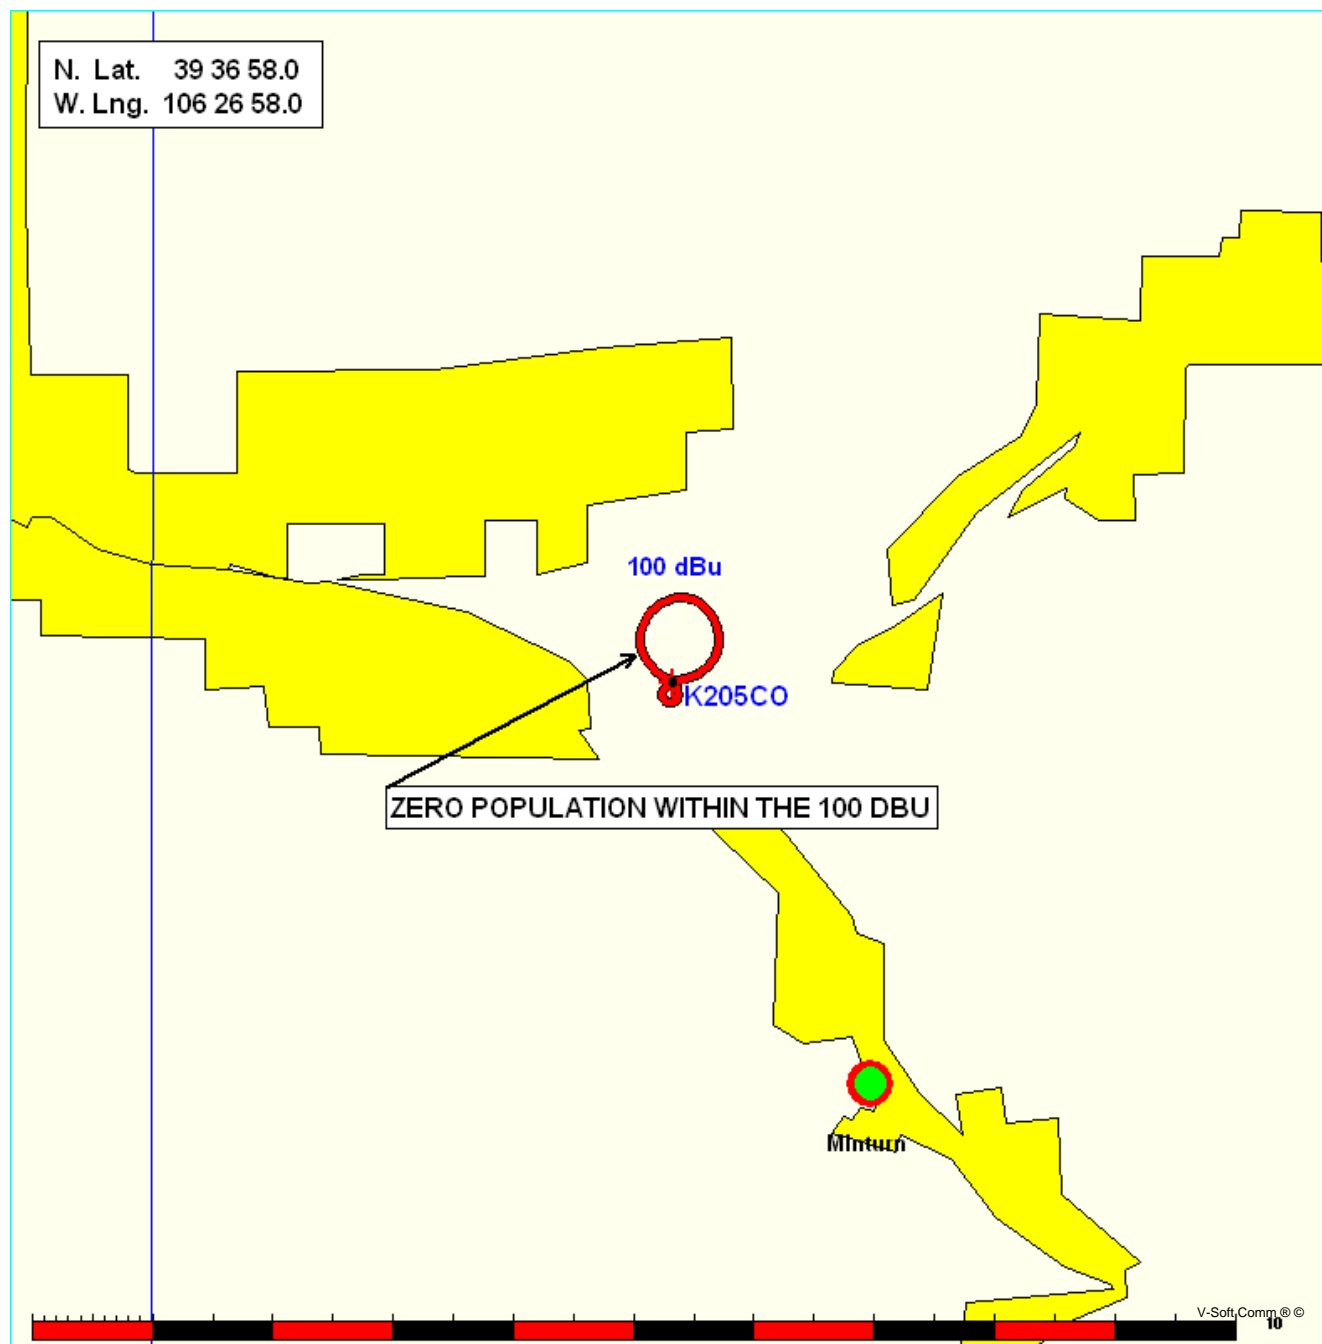 N. Lat. 39 36 58.0
W. Lng. 106 26 58.0
100 dBu
K205CO
ZERO POPULATION WITHIN THE 100 DBU
Minturn
V-Soft Comm ® ©
10